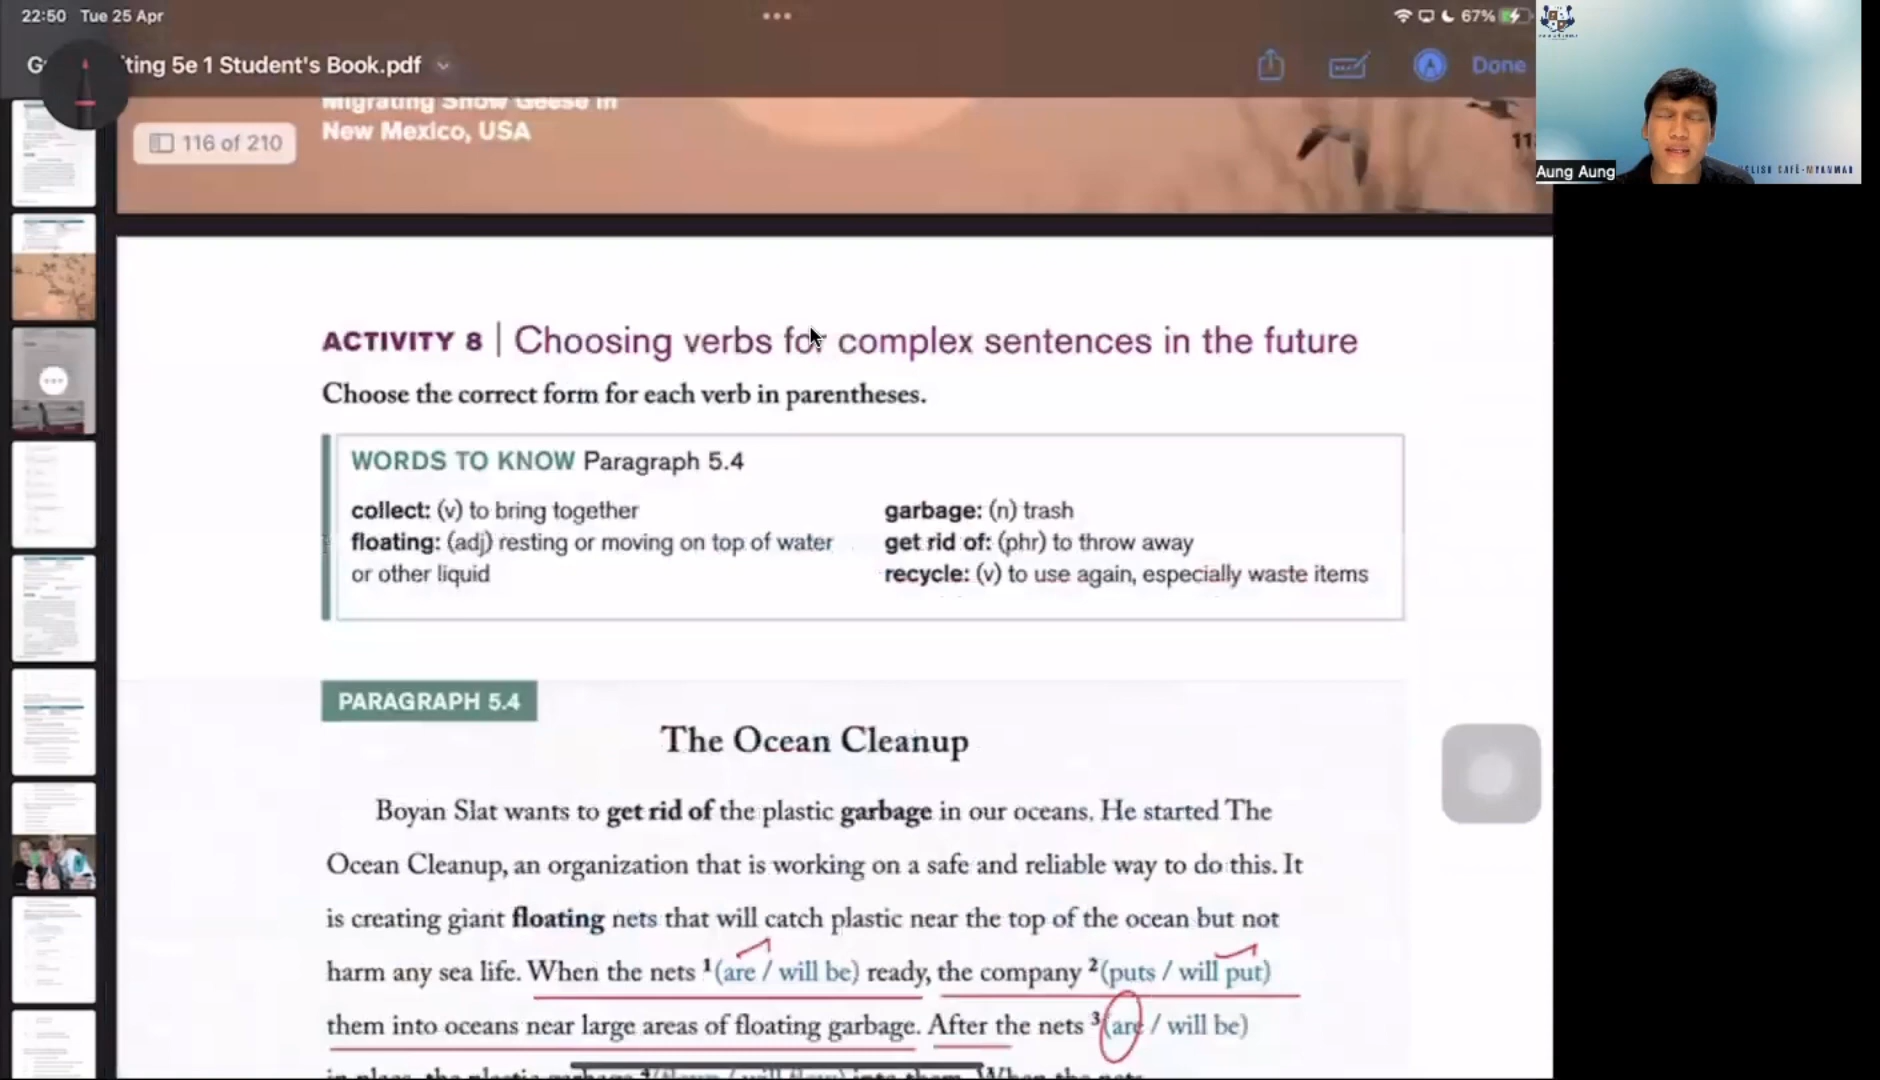 22:50 Tue 25 Apr
67%
ting 5e 1 Student's Book.pdf
Done
Migrating Snow Geese in
New Mexico, USA
116 of 210
11
Aung Aung
LISH CAFÉ-MYANMAR
ACTIVITY 8 | Choosing verbs for complex sentences in the future
Choose the correct form for each verb in parentheses.
WORDS TO KNOW Paragraph 5.4
collect: (v) to bring together
floating: (adj) resting or moving on top of water
or other liquid
garbage: (n) trash
get rid of: (phr) to throw away
recycle: (v) to use again, especially waste items
PARAGRAPH 5.4
The Ocean Cleanup
Boyan Slat wants to get rid of the plastic garbage in our oceans. He started The
Ocean Cleanup, an organization that is working on a safe and reliable way to do this. It
is creating giant floating nets that will catch plastic near the top of the ocean but not
harm any sea life. When the nets ¹(are / will be) ready, the company ²(puts / will put)
them into oceans near large areas of floating garbage. After the nets ³(are / will be)